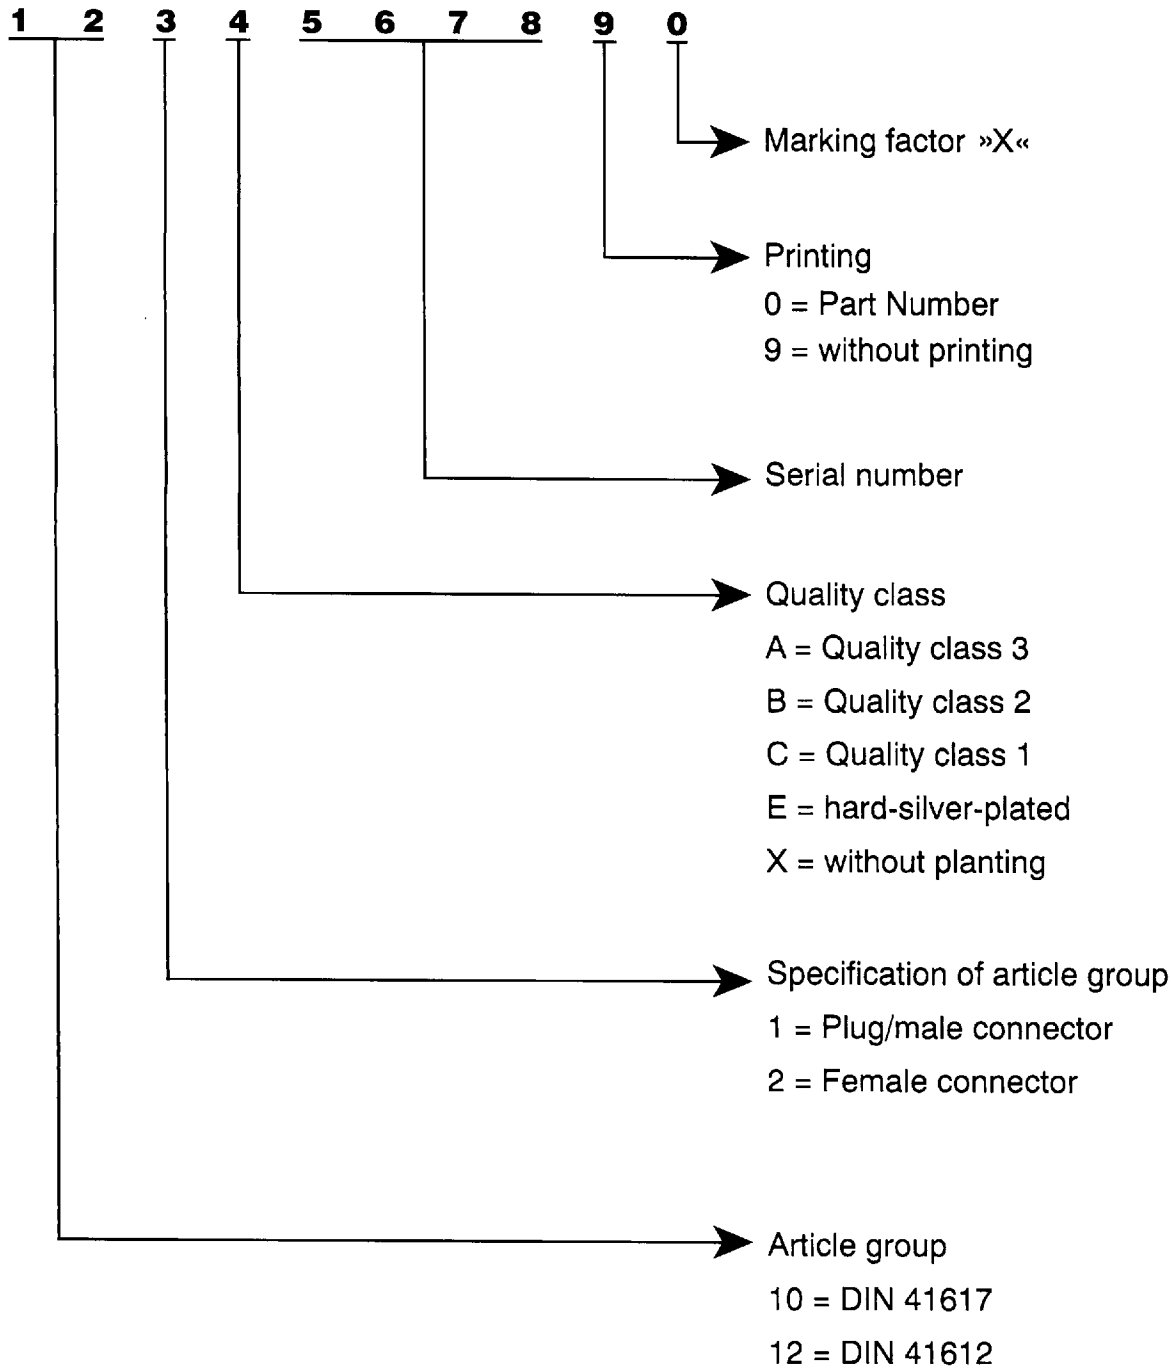 1 2 3 4 5 6 7 8 9 0
Marking factor »X«
Printing
0 = Part Number
9 = without printing
Serial number
Quality class
A = Quality class 3
B = Quality class 2
C = Quality class 1
E = hard-silver-plated
X = without planting
Specification of article group
1 = Plug/male connector
2 = Female connector
Article group
10 = DIN 41617
12 = DIN 41612